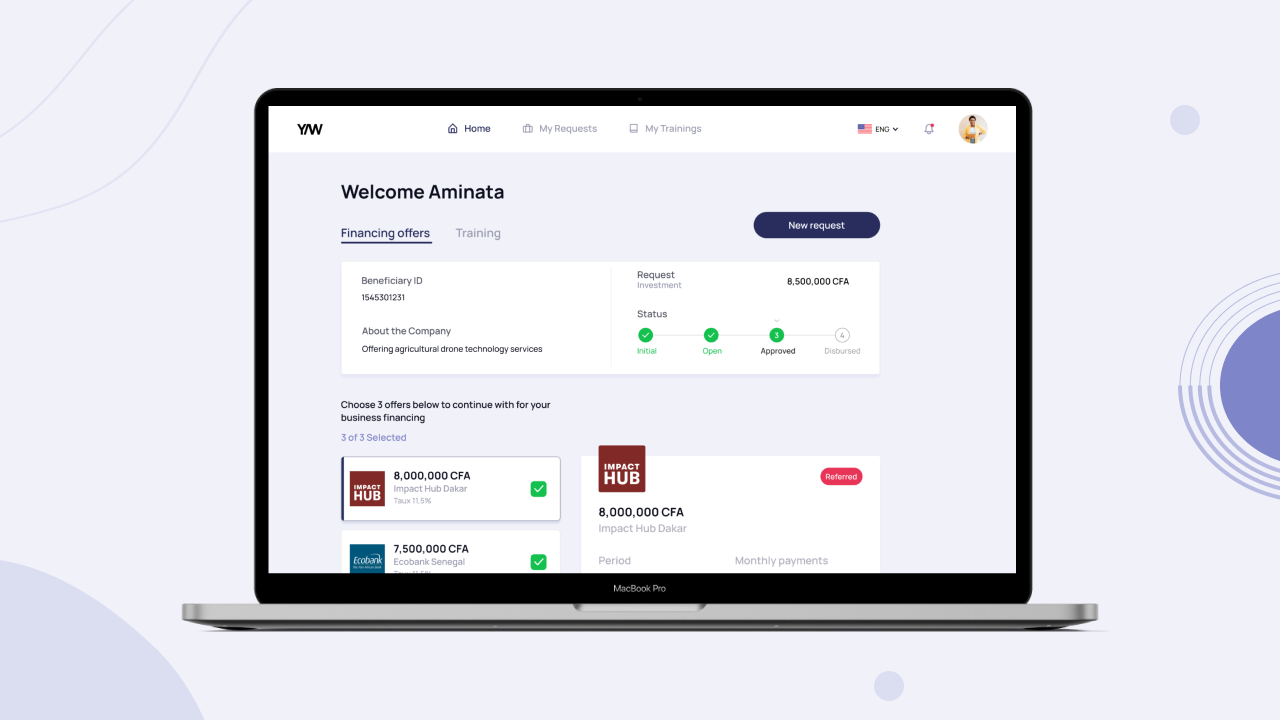 YAW
Home
My Requests
My Trainings
ENG
Welcome Aminata
Financing offers
Training
New request
Beneficiary ID
1545301231
About the Company
Offering agricultural drone technology services
Request
Investment
8,500,000 CFA
Status
3
4
Initial
Open
Approved
Disbursed
Choose 3 offers below to continue with for your
business financing
3 of 3 Selected
IMPACT
HUB
8,000,000 CFA
Impact Hub Dakar
Taux 11,5%
Ecobank
7,500,000 CFA
Ecobank Senegal
IMPACT
HUB
Referred
8,000,000 CFA
Impact Hub Dakar
Period
Monthly payments
MacBook Pro